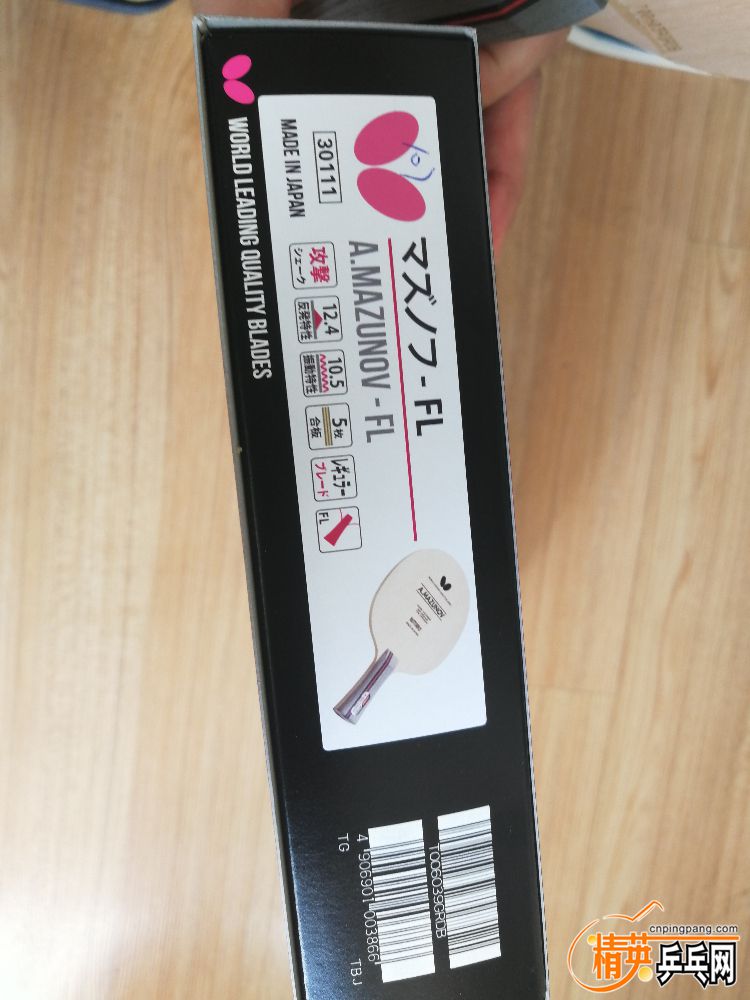 WORLD LEADING QUALITY BLADES
マズノフ - FL
A.MAZUNOV - FL
30111
MADE IN JAPAN
攻撃
シェーク
12.4
反発特性
10.5
振動特性
5枚
合板
レギュラー
ブレード
FL
A.MAZUNOV
T006039GRDB
4 906901 003866
TG
TBJ
cnpingpang.com
精英乒乓网